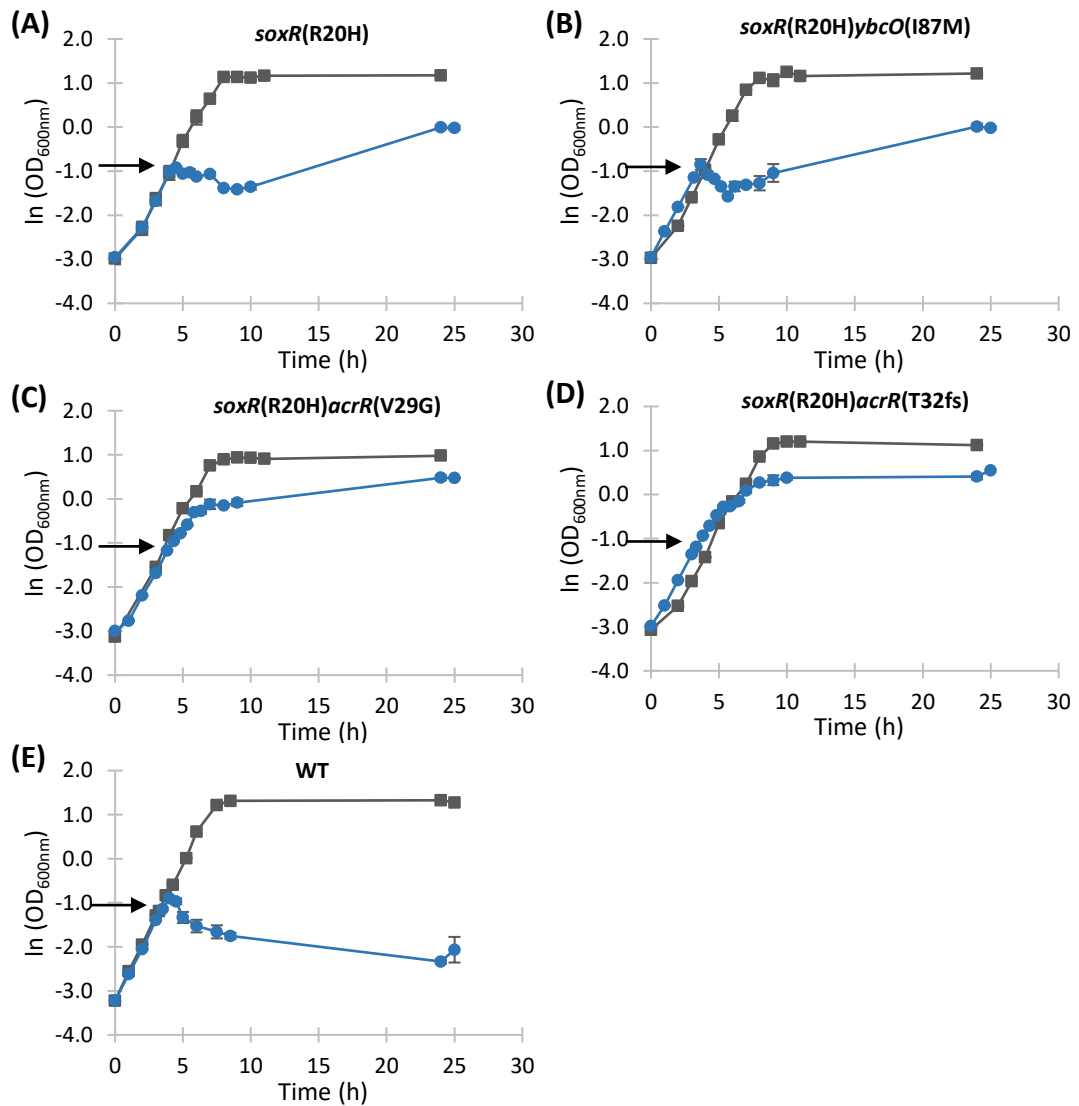 (A)
soxR(R20H)
2.0
1.0
0.0
-1.0
-2.0
-3.0
-4.0
ln (OD600nm)
0 5 10 15 20 25 30
Time (h)
(B)
soxR(R20H)ybcO(I87M)
2.0
1.0
0.0
-1.0
-2.0
-3.0
-4.0
ln (OD600nm)
0 5 10 15 20 25 30
Time (h)
(C)
soxR(R20H)acrR(V29G)
2.0
1.0
0.0
-1.0
-2.0
-3.0
-4.0
ln (OD600nm)
0 5 10 15 20 25 30
Time (h)
(D)
soxR(R20H)acrR(T32fs)
2.0
1.0
0.0
-1.0
-2.0
-3.0
-4.0
ln (OD600nm)
0 5 10 15 20 25 30
Time (h)
(E)
WT
2.0
1.0
0.0
-1.0
-2.0
-3.0
-4.0
ln (OD600nm)
0 5 10 15 20 25 30
Time (h)